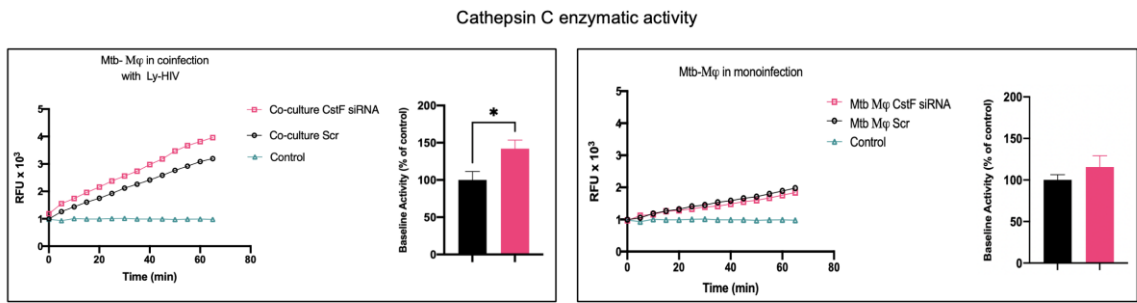 Cathepsin C enzymatic activity
Mtb- Mφ in coinfection
with Ly-HIV
RFU x 10³
5
4
3
2
1
0
0
20
40
60
80
Time (min)
Co-culture CstF siRNA
Co-culture Scr
Control
Baseline Activity (% of control)
200
150
100
50
0
*
Mtb-Mφ in monoinfection
RFU x 10³
5
4
3
2
1
0
0
20
40
60
80
Time (min)
Mtb Mφ CstF siRNA
Mtb Mφ Scr
Control
Baseline Activity (% of control)
200
150
100
50
0